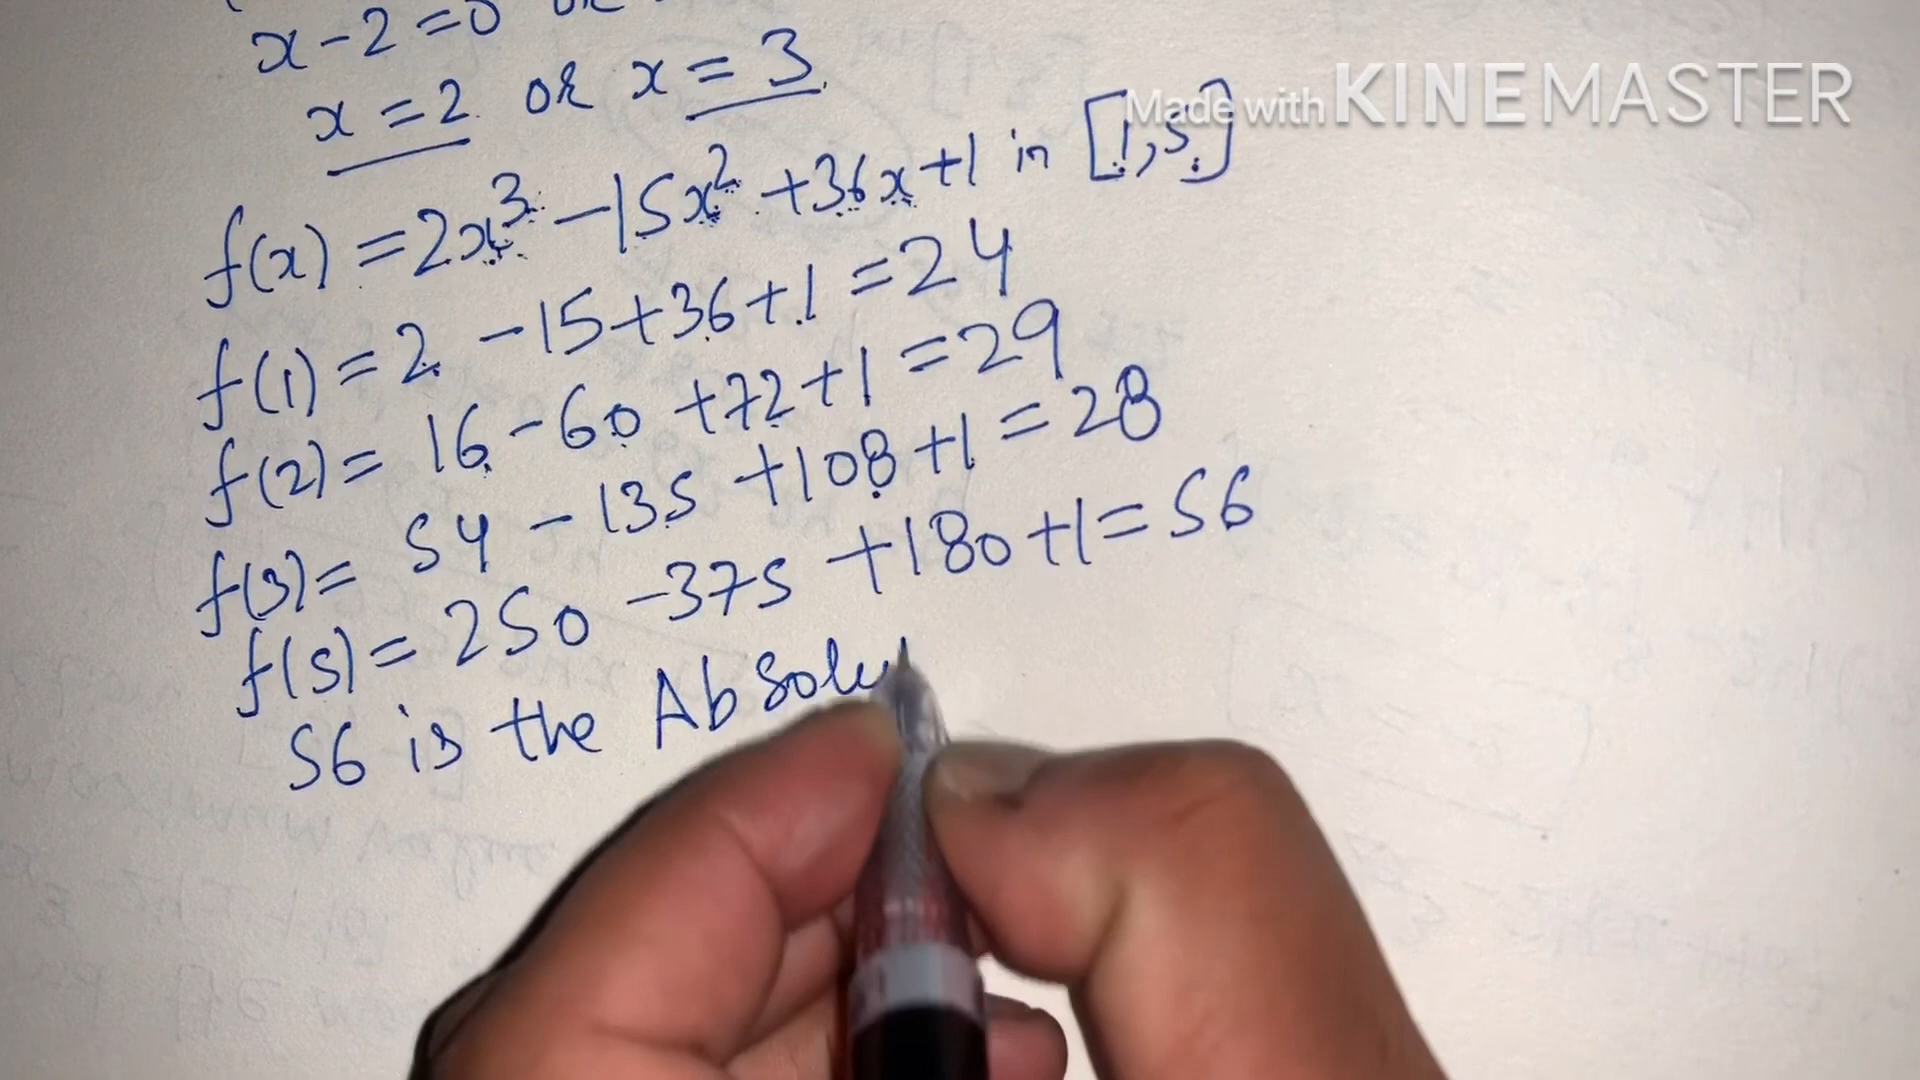 x-2=0 or
x=2 or x=3
Made with KINEMASTER
f(x)=2x³-15x²+36x+1 in [1,5]
f(1)=2-15+36+1=24
f(2)=16-60+72+1=29
f(3)=54-135+108+1=28
f(5)=250-375+180+1=56
56 is the Absolu